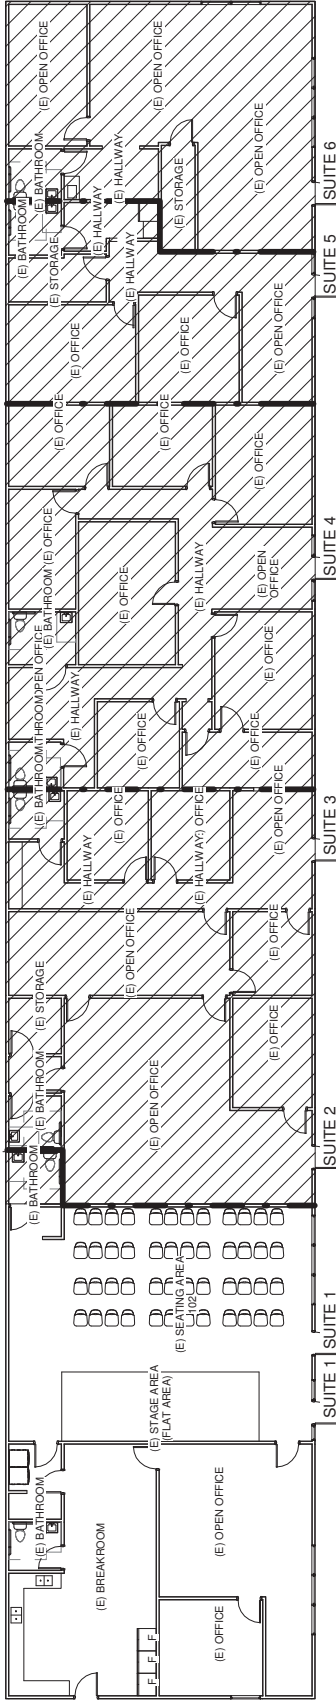 (E) OPEN OFFICE
(E) OPEN OFFICE
(E) BATHROOM
(E) BATHROOM
(E) HALLWAY
(E) HALLWAY
(E) STORAGE
(E) OPEN OFFICE
SUITE 6
(E) STORAGE
(E) HALLWAY
SUITE 5
(E) OFFICE
(E) OFFICE
(E) OPEN OFFICE
(E) OFFICE
(E) OFFICE
(E) OFFICE
(E) OFFICE
(E) OFFICE
(E) BATHROOM
(E) OFFICE
(E) HALLWAY
(E) OPEN
OFFICE
SUITE 4
OPEN OFFICE
(E) HALLWAY
(E) OFFICE
(E) OFFICE
(E) OFFICE
(E) BATHROOM
(E) OFFICE
OFFICE
(E) OPEN OFFICE
SUITE 3
(E) HALLWAY
(E) HALLWAY
(E) OPEN OFFICE
(E) OFFICE
(E) STORAGE
(E) BATHROOM
(E) OPEN OFFICE
(E) OFFICE
SUITE 2
(E) BATHROOM
(E) SEATING AREA
102
SUITE 1
(E) STAGE AREA
(FLAT AREA)
SUITE 1
(E) BATHROOM
(E) BREAKROOM
(E) OPEN OFFICE
(E) OFFICE
F
F
F